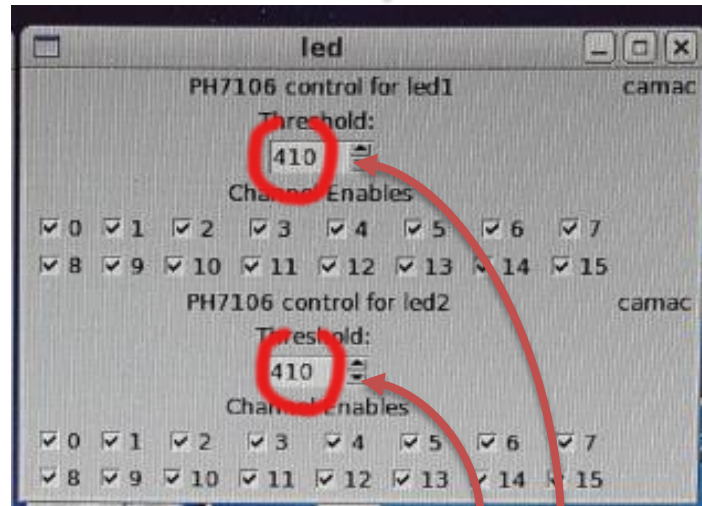 led
PH7106 control for led1 camac
Threshold:
410
Channel Enables
0 1 2 3 4 5 6 7
8 9 10 11 12 13 14 15
PH7106 control for led2 camac
Threshold:
410
Channel Enables
0 1 2 3 4 5 6 7
8 9 10 11 12 13 14 15